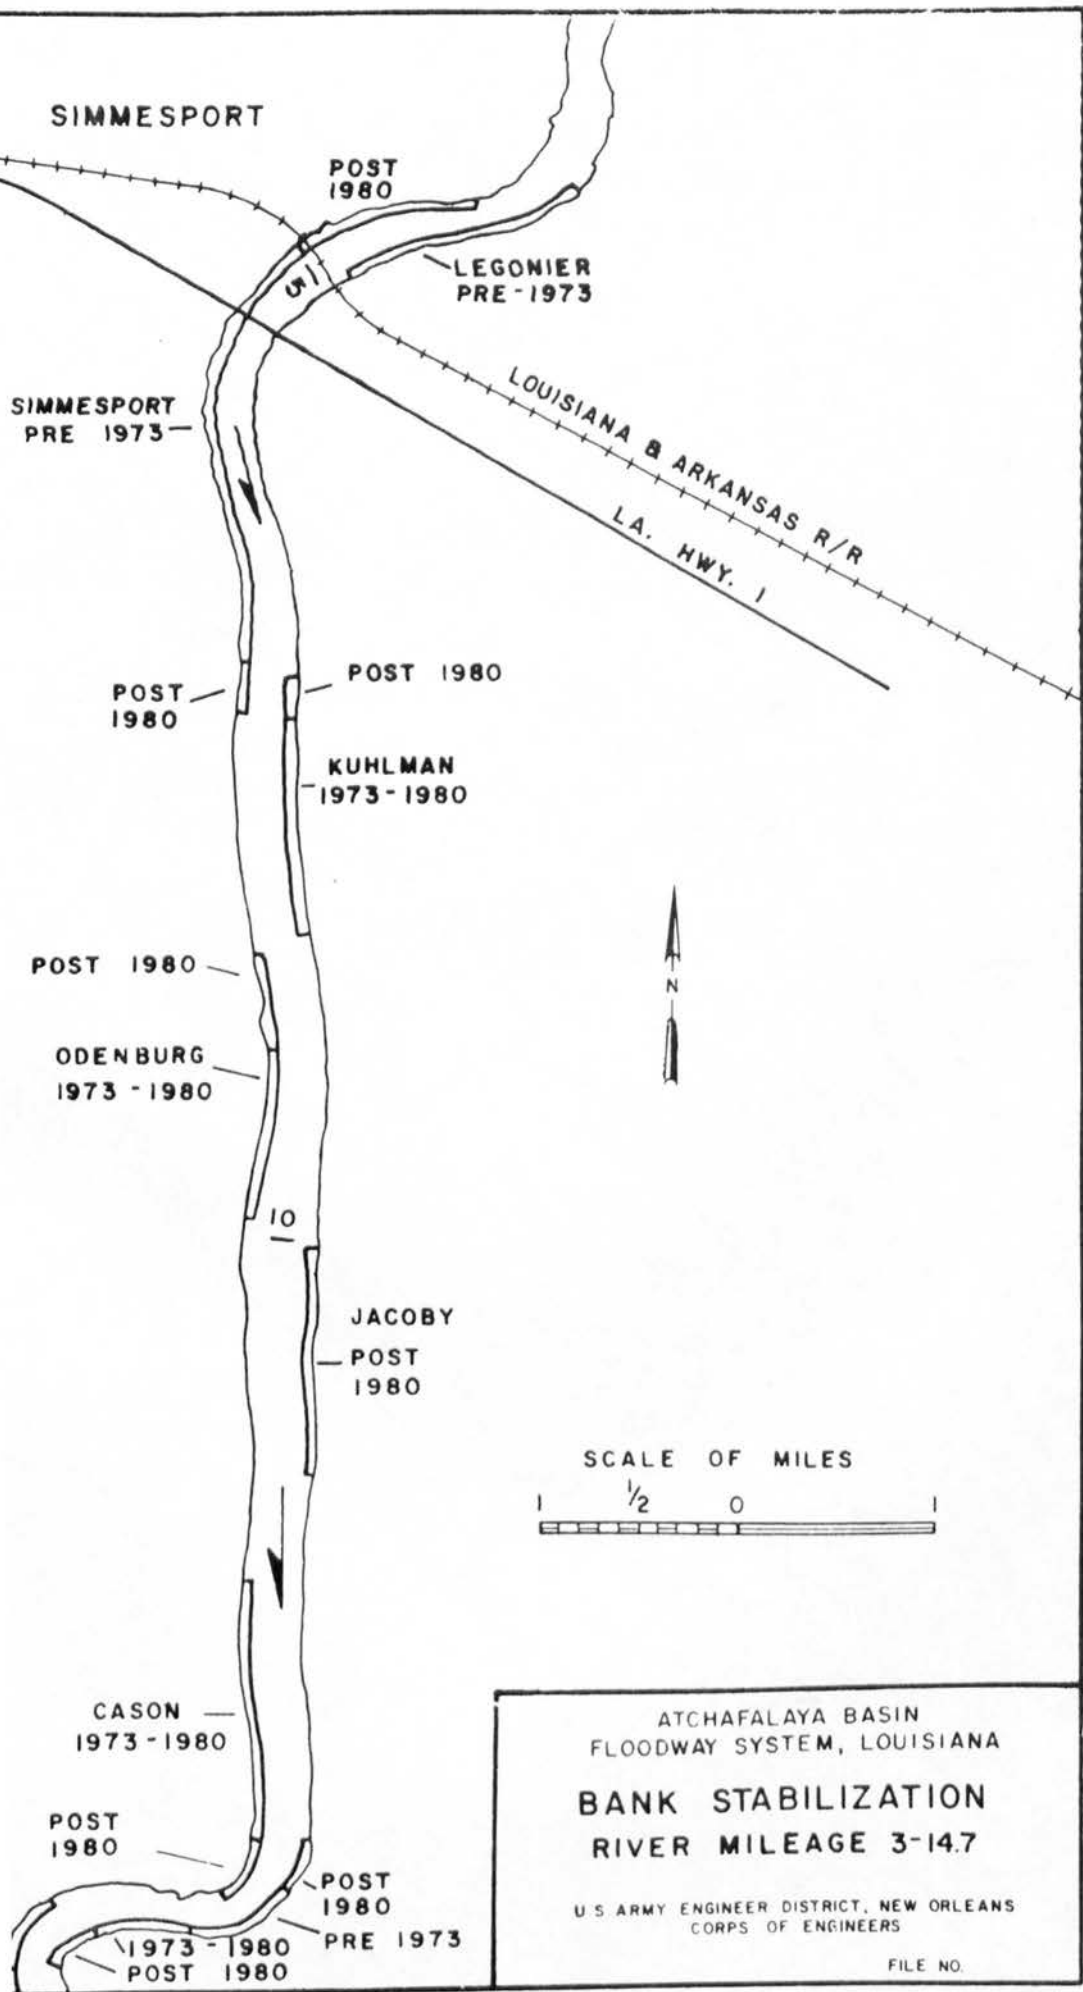 SIMMESPORT
POST
1980
LEGONIER
PRE-1973
5
SIMMESPORT
PRE 1973
LOUISIANA & ARKANSAS R/R
LA. HWY. 1
POST
1980
POST 1980
KUHLMAN
1973-1980
POST 1980
N
ODENBURG
1973-1980
10
JACOBY
POST
1980
SCALE OF MILES
1 1/2 0 1
CASON
1973-1980
POST
1980
POST
1980
PRE 1973
1973-1980
POST 1980
ATCHAFALAYA BASIN
FLOODWAY SYSTEM, LOUISIANA
BANK STABILIZATION
RIVER MILEAGE 3-14.7
U S ARMY ENGINEER DISTRICT, NEW ORLEANS
CORPS OF ENGINEERS
FILE NO.